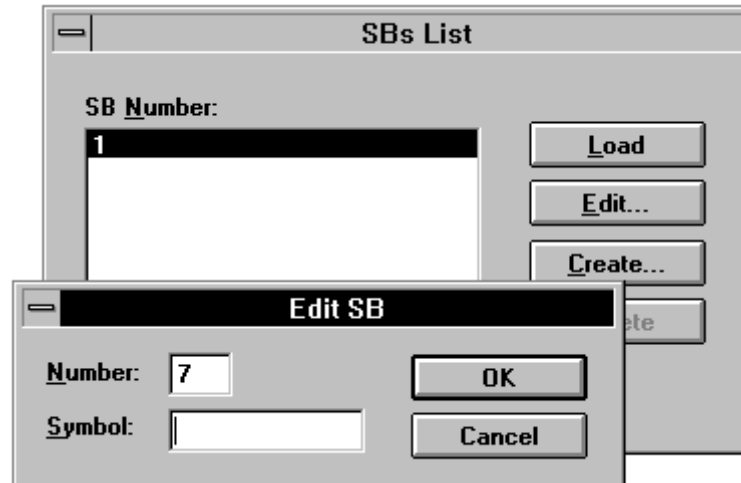 SBs List
SB Number:
1
Load
Edit...
Create...
Edit SB
Number: 7
OK
Symbol:
Cancel